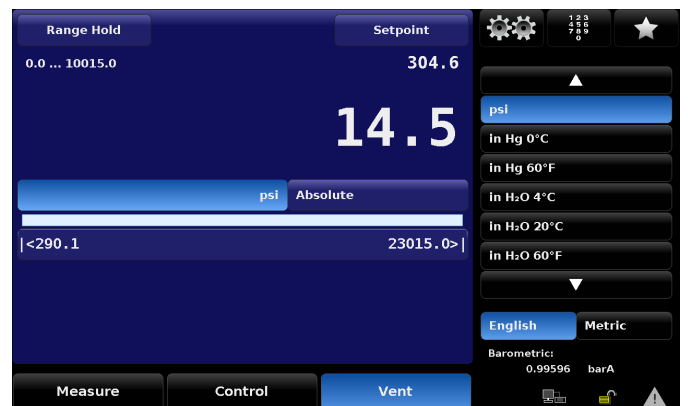 Range Hold
Setpoint
0.0 ... 10015.0
304.6
14.5
psi
Absolute
|<290.1
23015.0>|
Measure
Control
Vent
1 2 3
4 5 6
7 8 9
0
psi
in Hg 0°C
in Hg 60°F
in H₂O 4°C
in H₂O 20°C
in H₂O 60°F
English
Metric
Barometric:
0.99596 barA